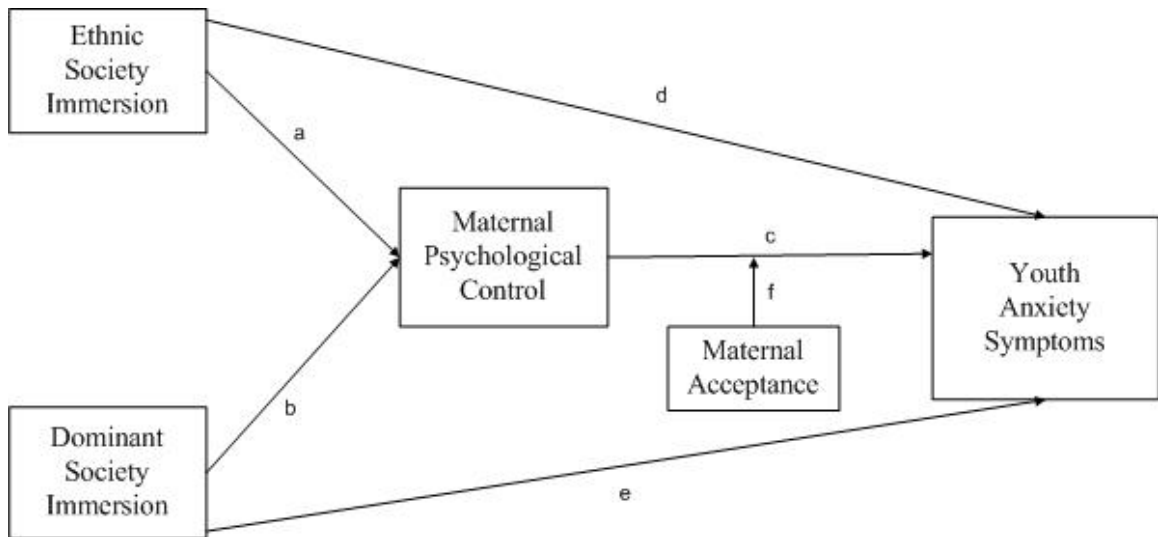 Ethnic
Society
Immersion
d
a
Maternal
Psychological
Control
c
f
Youth
Anxiety
Symptoms
Maternal
Acceptance
b
Dominant
Society
Immersion
e